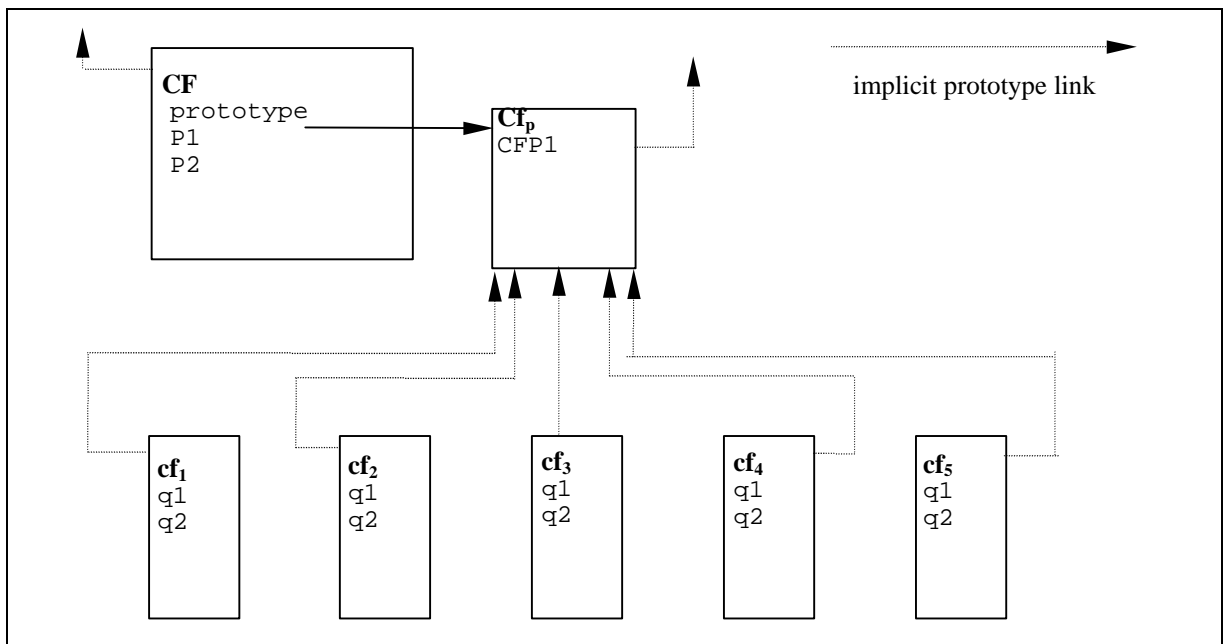 CF
prototype
P1
P2
Cfp
CFP1
implicit prototype link
cf1
q1
q2
cf2
q1
q2
cf3
q1
q2
cf4
q1
q2
cf5
q1
q2